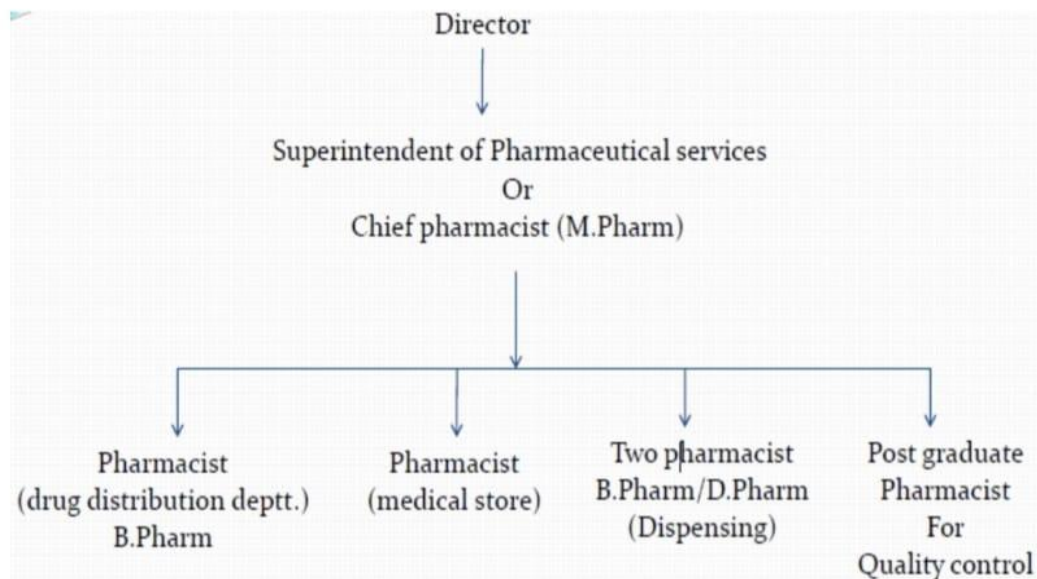 Director
Superintendent of Pharmaceutical services
Or
Chief pharmacist (M.Pharm)
Pharmacist
(drug distribution deptt.)
B.Pharm
Pharmacist
(medical store)
Two pharmacist
B.Pharm/D.Pharm
(Dispensing)
Post graduate
Pharmacist
For
Quality control